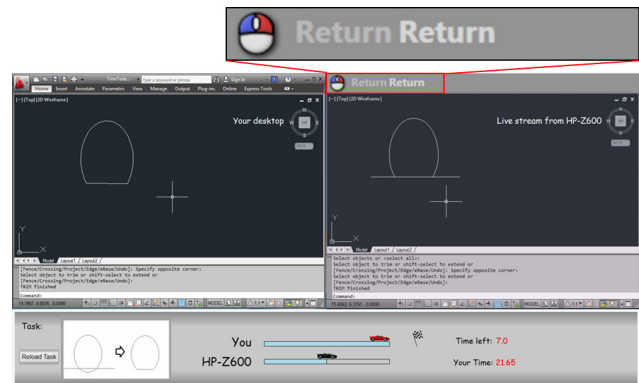 Return Return
TrimTuto... Type a keyword or phrase Sign In
Home Insert Annotate Parametric View Manage Output Plug-ins Online Express Tools
Return Return
[-][Top][2D Wireframe]
[-][Top][2D Wireframe]
Your desktop
Live stream from HP-Z600
N
W TOP E
S
N
W TOP E
S
Y
X
Y
X
Model Layout1 Layout2
Model Layout1 Layout2
[Fence/Crossing/Project/Edge/eRase/Undo]: Specify opposite corner:
Select object to trim or shift-select to extend or
[Fence/Crossing/Project/Edge/eRase/Undo]:
TRIM finished
Command:
Select objects or <select all>:
Select object to trim or shift-select to extend or
[Fence/Crossing/Project/Edge/eRase/Undo]: Specify opposite corner:
Select object to trim or shift-select to extend or
[Fence/Crossing/Project/Edge/eRase/Undo]:
TRIM finished
Command:
MODEL
MODEL
Task:
Reload Task
You
HP-Z600
Time left: 7.0
Your Time: 21.65